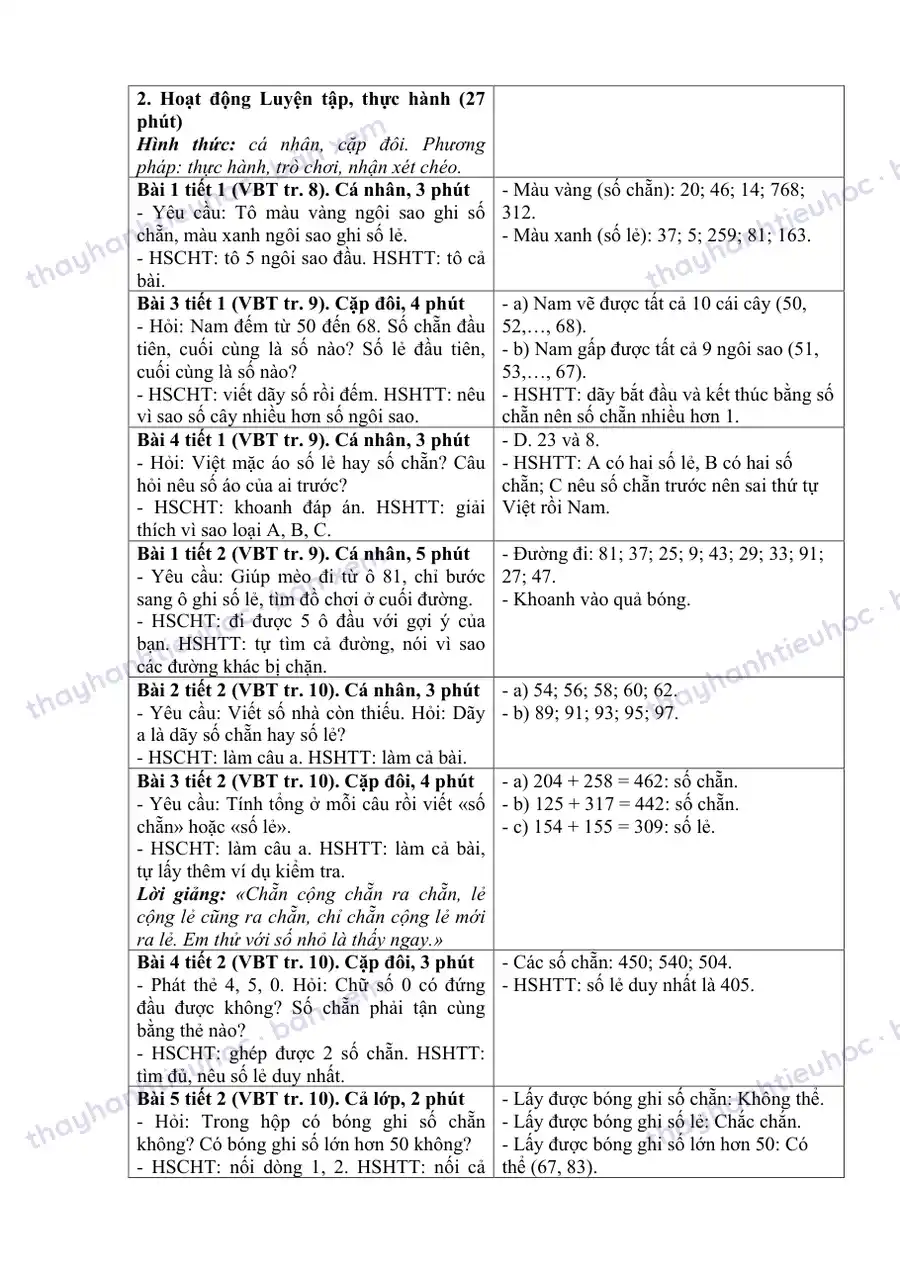 2. Hoạt động Luyện tập, thực hành (27
phút)
Hình thức: cá nhân, cặp đôi. Phương
pháp: thực hành, trò chơi, nhận xét chéo.
Bài 1 tiết 1 (VBT tr. 8). Cá nhân, 3 phút
- Yêu cầu: Tô màu vàng ngôi sao ghi số
chẵn, màu xanh ngôi sao ghi số lẻ.
- HSCHT: tô 5 ngôi sao đầu. HSHTT: tô cả
bài.
- Màu vàng (số chẵn): 20; 46; 14; 768;
312.
- Màu xanh (số lẻ): 37; 5; 259; 81; 163.
Bài 3 tiết 1 (VBT tr. 9). Cặp đôi, 4 phút
- Hỏi: Nam đếm từ 50 đến 68. Số chẵn đầu
tiên, cuối cùng là số nào? Số lẻ đầu tiên,
cuối cùng là số nào?
- HSCHT: viết dãy số rồi đếm. HSHTT: nêu
vì sao số cây nhiều hơn số ngôi sao.
- a) Nam vẽ được tất cả 10 cái cây (50,
52,…, 68).
- b) Nam gấp được tất cả 9 ngôi sao (51,
53,…, 67).
- HSHTT: dãy bắt đầu và kết thúc bằng số
chẵn nên số chẵn nhiều hơn 1.
Bài 4 tiết 1 (VBT tr. 9). Cá nhân, 3 phút
- Hỏi: Việt mặc áo số lẻ hay số chẵn? Câu
hỏi nêu số áo của ai trước?
- HSCHT: khoanh đáp án. HSHTT: giải
thích vì sao loại A, B, C.
- D. 23 và 8.
- HSHTT: A có hai số lẻ, B có hai số
chẵn; C nêu số chẵn trước nên sai thứ tự
Việt rồi Nam.
Bài 1 tiết 2 (VBT tr. 9). Cá nhân, 5 phút
- Yêu cầu: Giúp mèo đi từ ô 81, chỉ bước
sang ô ghi số lẻ, tìm đồ chơi ở cuối đường.
- HSCHT: đi được 5 ô đầu với gợi ý của
bạn. HSHTT: tự tìm cả đường, nói vì sao
các đường khác bị chặn.
- Đường đi: 81; 37; 25; 9; 43; 29; 33; 91;
27; 47.
- Khoanh vào quả bóng.
Bài 2 tiết 2 (VBT tr. 10). Cá nhân, 3 phút
- Yêu cầu: Viết số nhà còn thiếu. Hỏi: Dãy
a là dãy số chẵn hay số lẻ?
- HSCHT: làm câu a. HSHTT: làm cả bài.
- a) 54; 56; 58; 60; 62.
- b) 89; 91; 93; 95; 97.
Bài 3 tiết 2 (VBT tr. 10). Cặp đôi, 4 phút
- Yêu cầu: Tính tổng ở mỗi câu rồi viết «số
chẵn» hoặc «số lẻ».
- HSCHT: làm câu a. HSHTT: làm cả bài,
tự lấy thêm ví dụ kiểm tra.
Lời giảng: «Chẵn cộng chẵn ra chẵn, lẻ
cộng lẻ cũng ra chẵn, chỉ chẵn cộng lẻ mới
ra lẻ. Em thử với số nhỏ là thấy ngay.»
- a) 204 + 258 = 462: số chẵn.
- b) 125 + 317 = 442: số chẵn.
- c) 154 + 155 = 309: số lẻ.
Bài 4 tiết 2 (VBT tr. 10). Cặp đôi, 3 phút
- Phát thẻ 4, 5, 0. Hỏi: Chữ số 0 có đứng
đầu được không? Số chẵn phải tận cùng
bằng thẻ nào?
- HSCHT: ghép được 2 số chẵn. HSHTT:
tìm đủ, nêu số lẻ duy nhất.
- Các số chẵn: 450; 540; 504.
- HSHTT: số lẻ duy nhất là 405.
Bài 5 tiết 2 (VBT tr. 10). Cả lớp, 2 phút
- Hỏi: Trong hộp có bóng ghi số chẵn
không? Có bóng ghi số lớn hơn 50 không?
- HSCHT: nối dòng 1, 2. HSHTT: nối cả
- Lấy được bóng ghi số chẵn: Không thể.
- Lấy được bóng ghi số lẻ: Chắc chắn.
- Lấy được bóng ghi số lớn hơn 50: Có
thể (67, 83).
thayhanhtieuhoc · bản xem
thayhanhtieuhoc · b
thayhanhtieuhoc · bản xem
thayhanhtieuhoc · b
thayhanhtieuhoc · bản xem
thayhanhtieuhoc · b